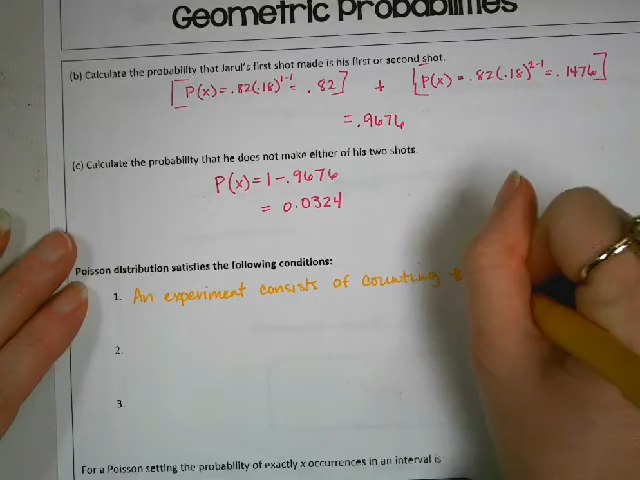 Geometric Probabilities
(b) Calculate the probability that Jarul's first shot made is his first or second shot.
[P(x) = .82(.18)¹⁻¹ = .82] + [P(x) = .82(.18)²⁻¹ = .1476]
= .9676
(c) Calculate the probability that he does not make either of his two shots.
P(x) = 1 - .9676
= 0.0324
Poisson distribution satisfies the following conditions:
1. An experiment consists of counting
2.
3.
For a Poisson setting the probability of exactly x occurrences in an interval is